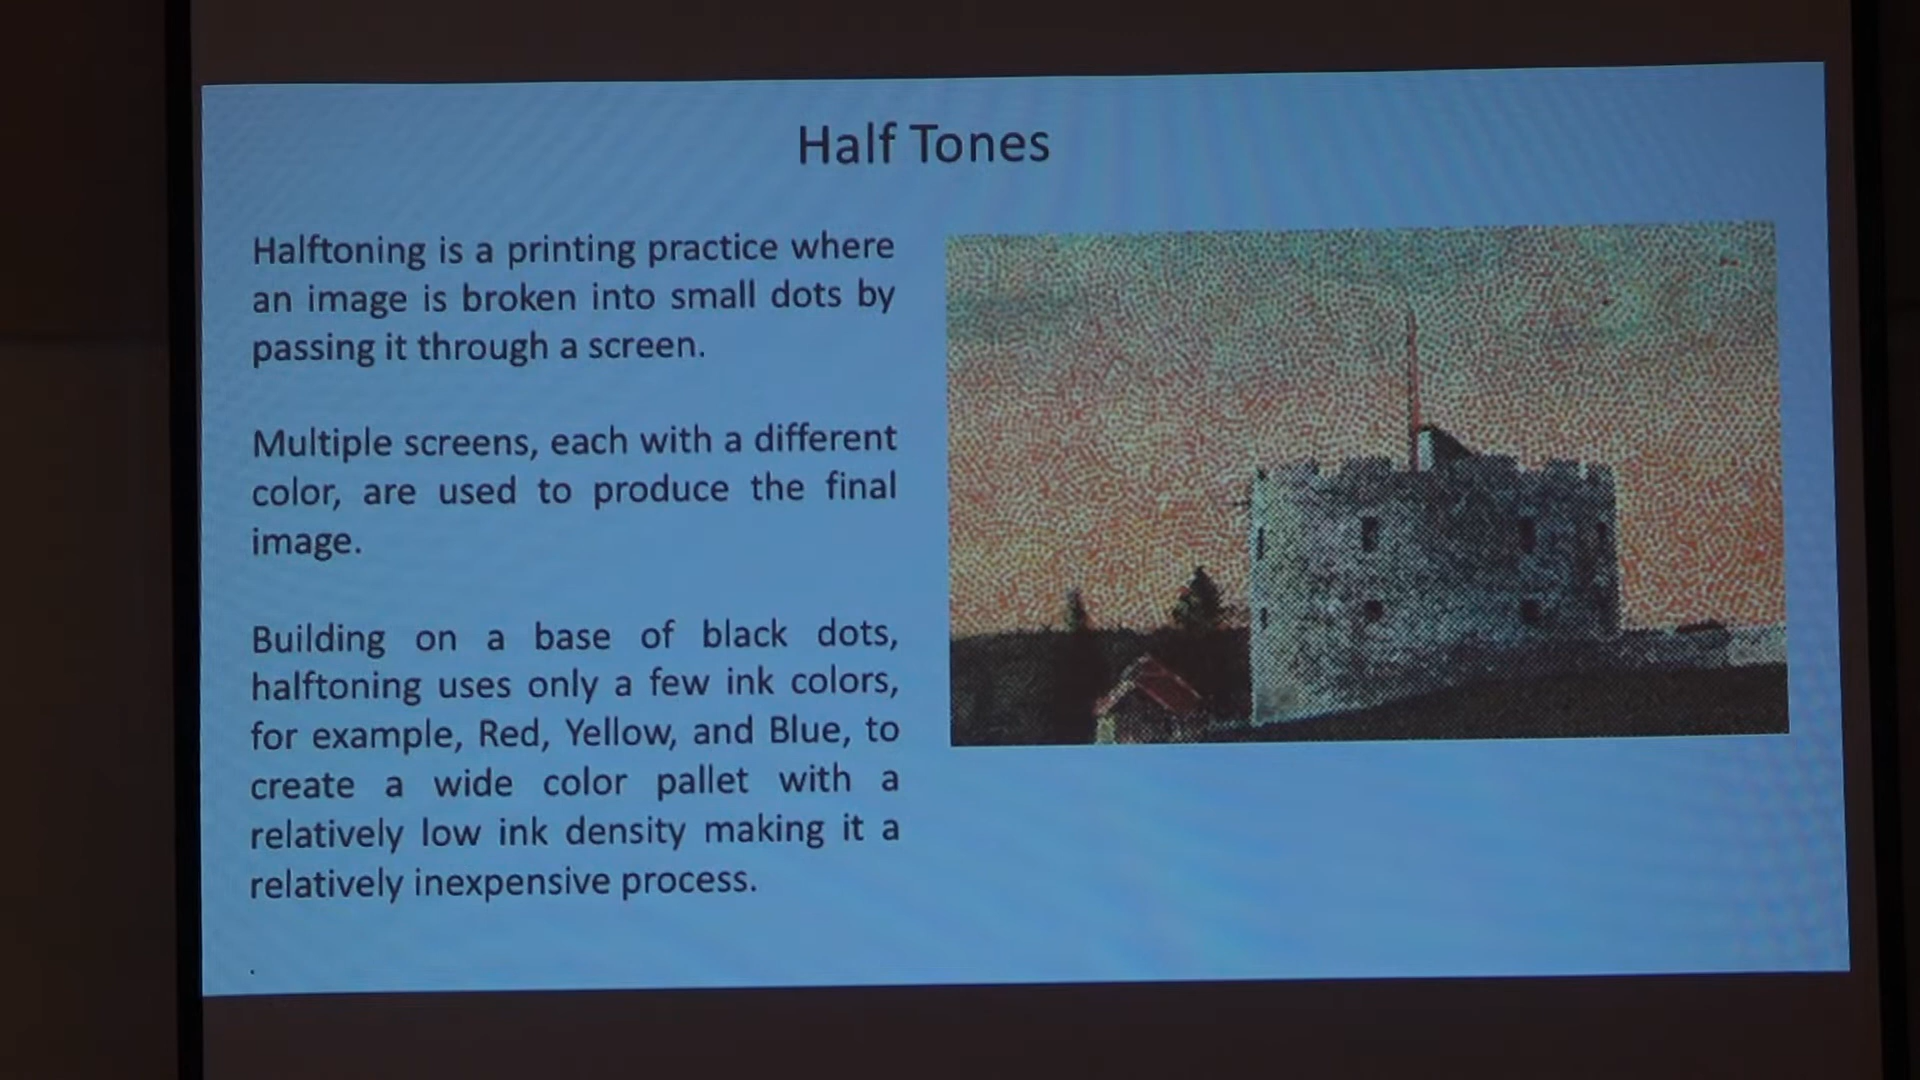 Half Tones
Halftoning is a printing practice where
an image is broken into small dots by
passing it through a screen.
Multiple screens, each with a different
color, are used to produce the final
image.
Building on a base of black dots,
halftoning uses only a few ink colors,
for example, Red, Yellow, and Blue, to
create a wide color pallet with a
relatively low ink density making it a
relatively inexpensive process.
.